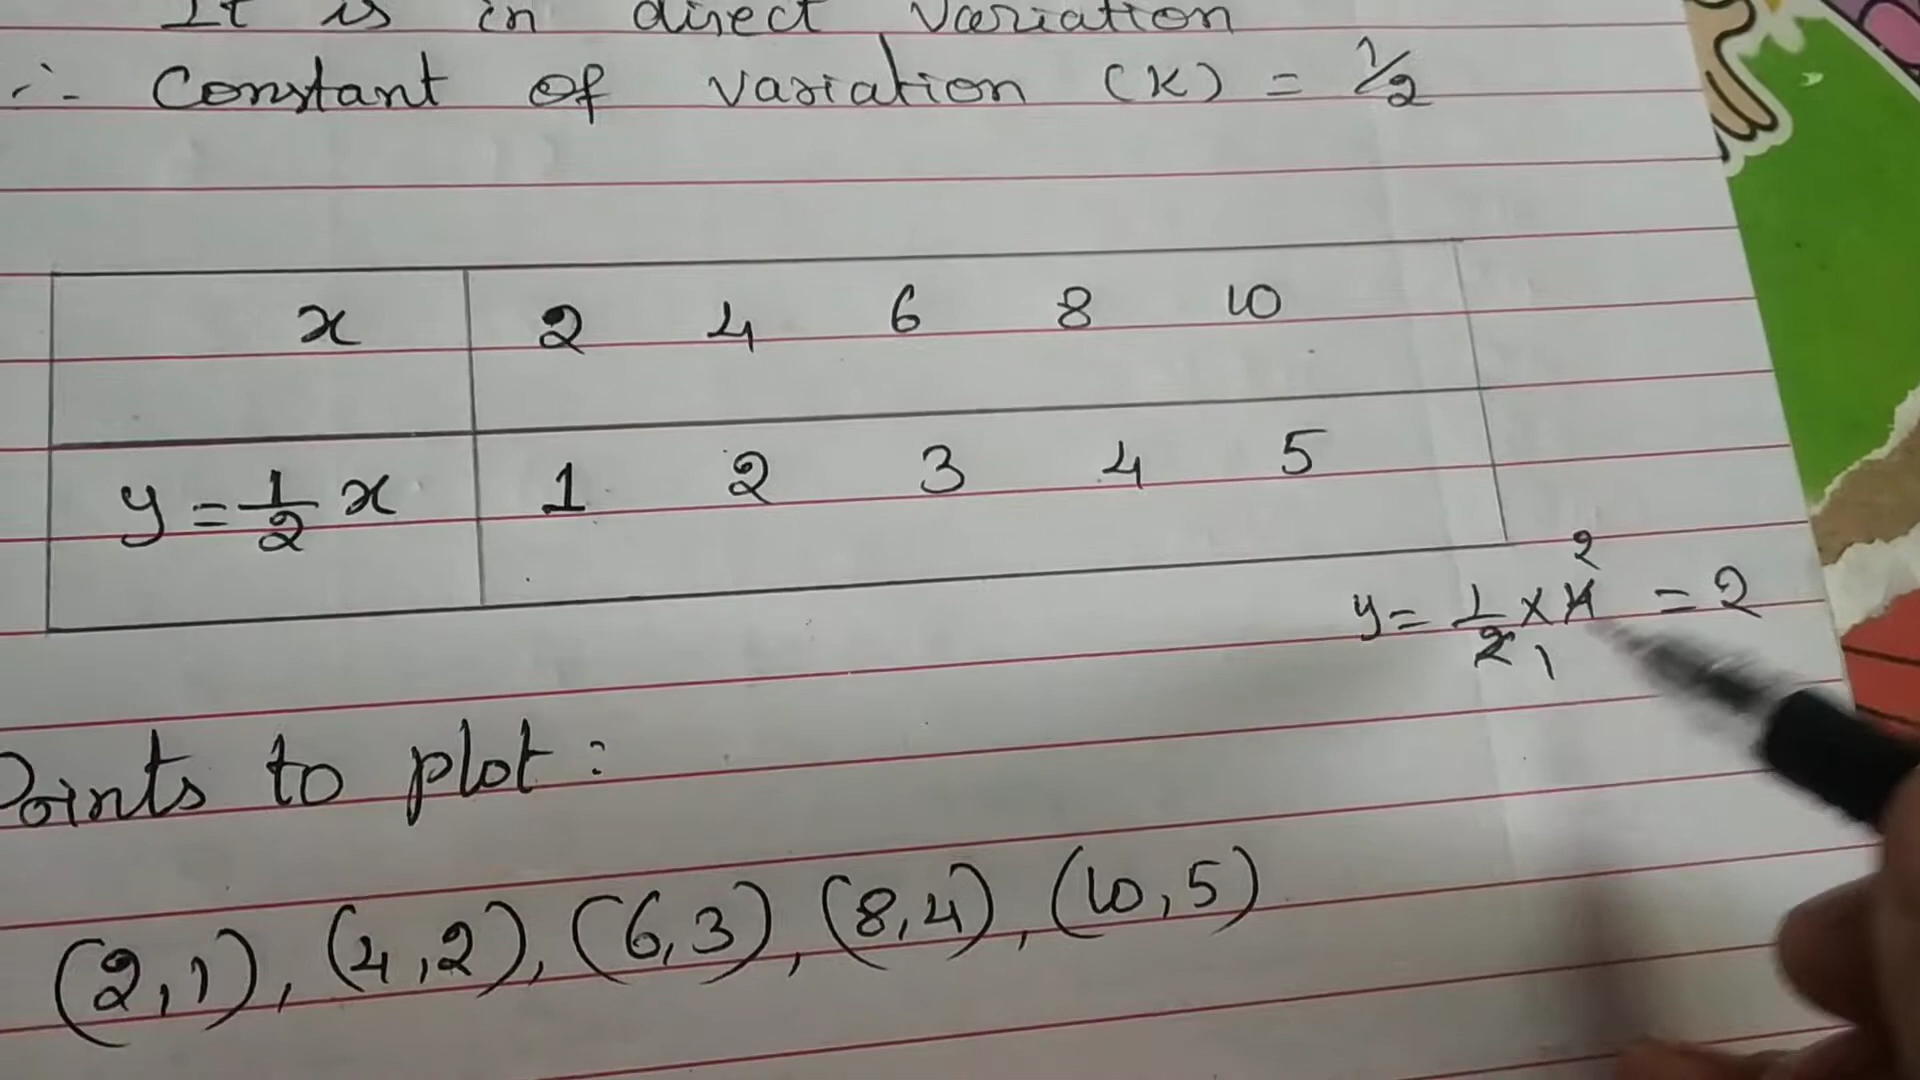 It is in direct variation
∴ Constant of variation (K) = 1/2
x 2 4 6 8 10
y = 1/2 x 1 2 3 4 5
y = 1/2 1 × 4 2 = 2
Points to plot:
(2,1), (4,2), (6,3), (8,4), (10,5)